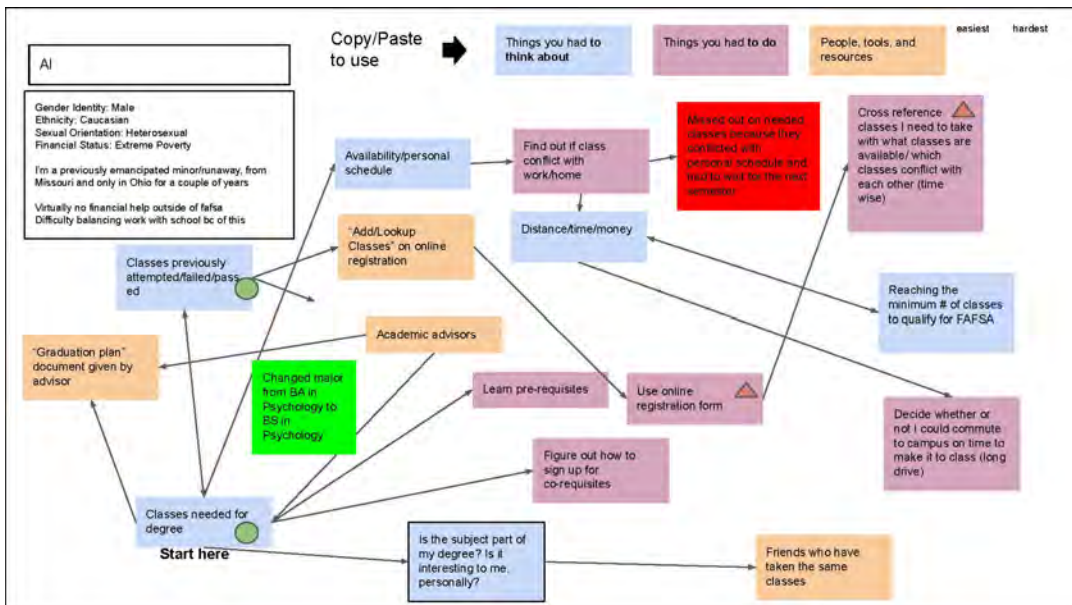 Copy/Paste
to use
Things you had to
think about
Things you had to do
People, tools, and
resources
easiest
hardest
AI
Gender Identity: Male
Ethnicity: Caucasian
Sexual Orientation: Heterosexual
Financial Status: Extreme Poverty
I'm a previously emancipated minor/runaway, from
Missouri and only in Ohio for a couple of years
Virtually no financial help outside of fafsa
Difficulty balancing work with school bc of this
Availability/personal
schedule
Find out if class
conflict with
work/home
Missed out on needed
classes because they
conflicted with
personal schedule and
had to wait for the next
semester
Cross reference
classes I need to take
with what classes are
available/ which
classes conflict with
each other (time
wise)
Classes previously
attempted/failed/pass
ed
"Add/Lookup
Classes" on online
registration
Distance/time/money
Reaching the
minimum # of classes
to qualify for FAFSA
"Graduation plan"
document given by
advisor
Academic advisors
Changed major
from BA in
Psychology to
BS in
Psychology
Learn pre-requisites
Use online
registration form
Decide whether or
not I could commute
to campus on time to
make it to class (long
drive)
Figure out how to
sign up for
co-requisites
Classes needed for
degree
Start here
Is the subject part of
my degree? Is it
interesting to me,
personally?
Friends who have
taken the same
classes